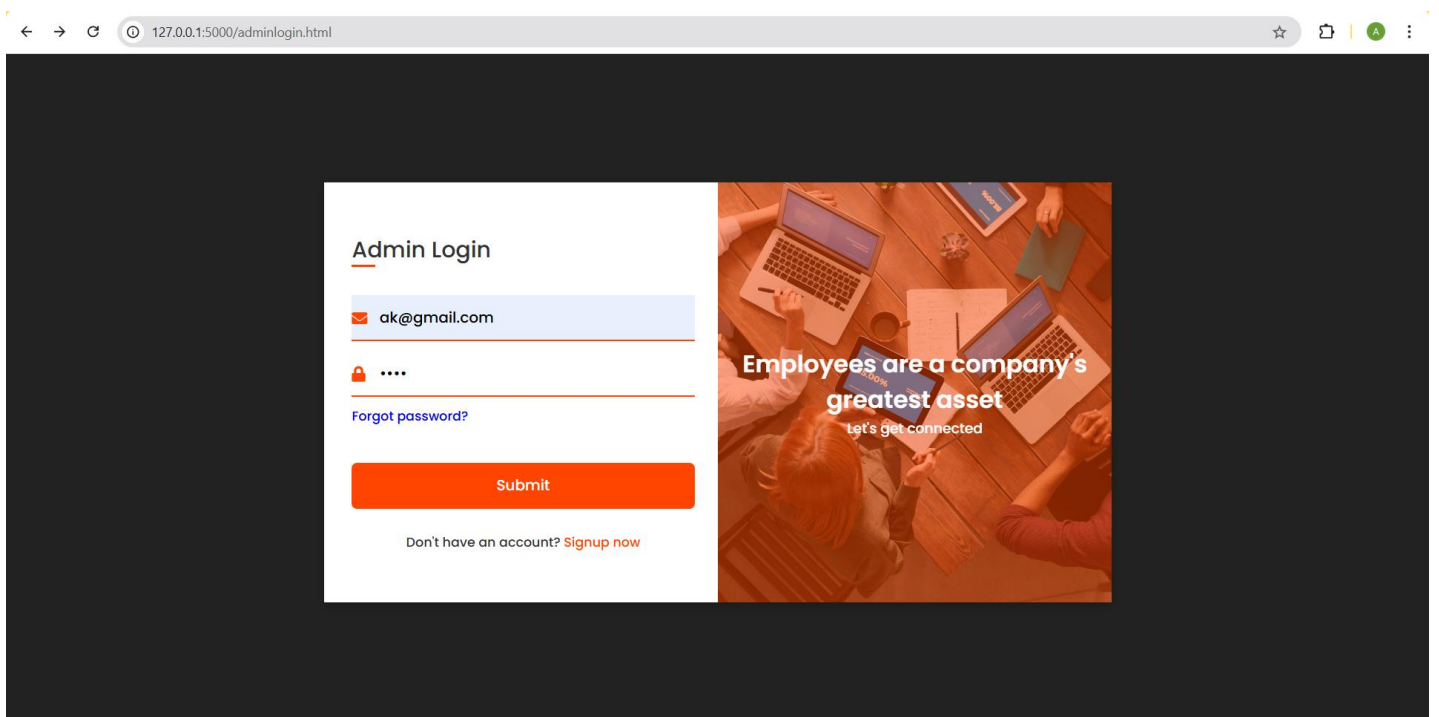 127.0.0.1:5000/adminlogin.html
A
Admin Login
ak@gmail.com
••••
Forgot password?
Submit
Don't have an account? Signup now
Employees are a company's
greatest asset
Let's get connected